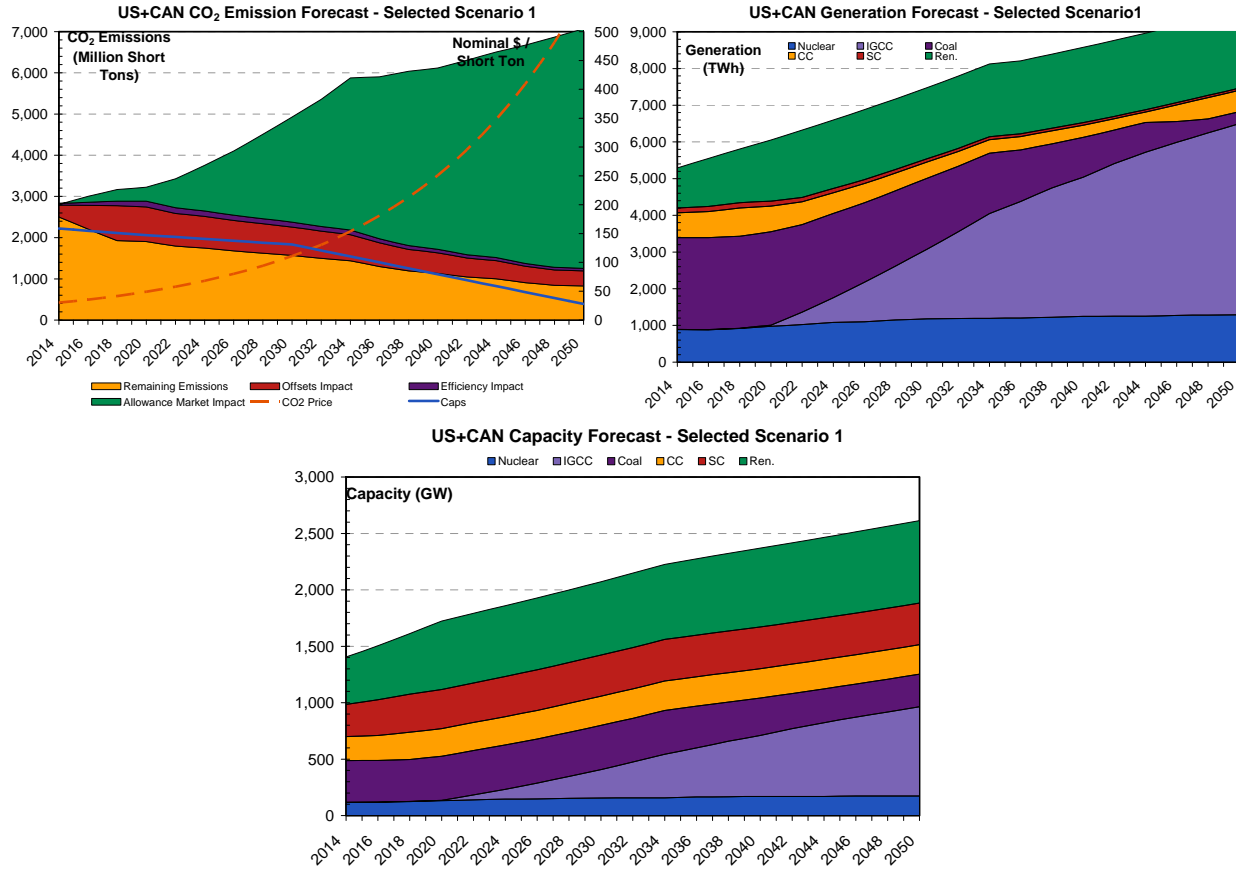 US+CAN CO₂ Emission Forecast - Selected Scenario 1
CO₂ Emissions
(Million Short
Tons)
Nominal $ /
Short Ton
7,000
6,000
5,000
4,000
3,000
2,000
1,000
0
500
450
400
350
300
250
200
150
100
50
0
2014 2016 2018 2020 2022 2024 2026 2028 2030 2032 2034 2036 2038 2040 2042 2044 2046 2048 2050
Remaining Emissions Offsets Impact Efficiency Impact
Allowance Market Impact CO2 Price Caps
US+CAN Generation Forecast - Selected Scenario1
Generation
(TWh)
Nuclear IGCC Coal
CC SC Ren.
9,000
8,000
7,000
6,000
5,000
4,000
3,000
2,000
1,000
0
2014 2016 2018 2020 2022 2024 2026 2028 2030 2032 2034 2036 2038 2040 2042 2044 2046 2048 2050
US+CAN Capacity Forecast - Selected Scenario 1
Nuclear IGCC Coal CC SC Ren.
Capacity (GW)
3,000
2,500
2,000
1,500
1,000
500
0
2014 2016 2018 2020 2022 2024 2026 2028 2030 2032 2034 2036 2038 2040 2042 2044 2046 2048 2050